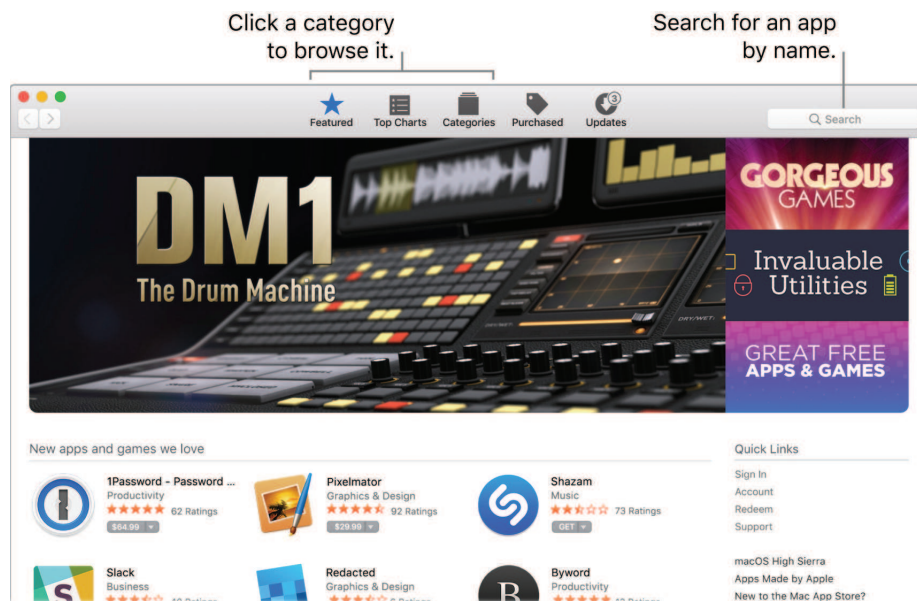 Click a category
to browse it.
Search for an app
by name.
Featured
Top Charts
Categories
Purchased
3
Updates
Search
DM1
The Drum Machine
GORGEOUS
GAMES
Invaluable
Utilities
GREAT FREE
APPS & GAMES
New apps and games we love
1Password - Password ...
Productivity
62 Ratings
$64.99
Pixelmator
Graphics & Design
92 Ratings
$29.99
Shazam
Music
73 Ratings
GET
Slack
Business
Redacted
Graphics & Design
Byword
Productivity
Quick Links
Sign In
Account
Redeem
Support
macOS High Sierra
Apps Made by Apple
New to the Mac App Store?